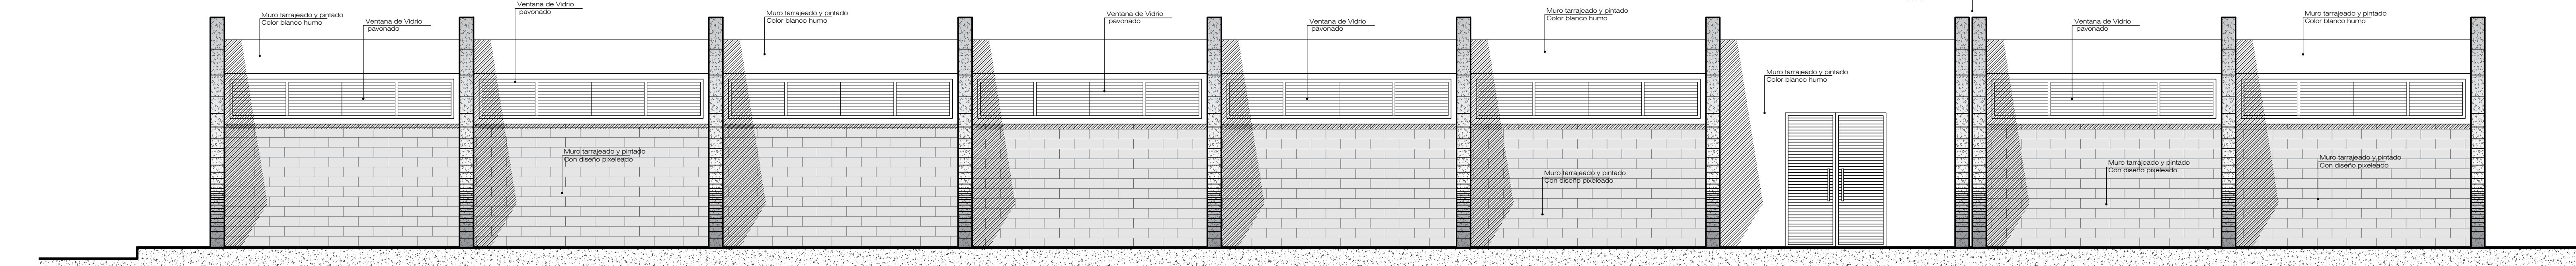 Muro tarrajeado y pintado
Color blanco humo
Ventana de Vidrio
pavonado
Ventana de Vidrio
pavonado
Muro tarrajeado y pintado
Color blanco humo
Ventana de Vidrio
pavonado
Ventana de Vidrio
pavonado
Muro tarrajeado y pintado
Color blanco humo
Muro tarrajeado y pintado
Color blanco humo
Ventana de Vidrio
pavonado
Muro tarrajeado y pintado
Color blanco humo
Muro tarrajeado y pintado
Con diseño pixeleado
Muro tarrajeado y pintado
Con diseño pixeleado
Muro tarrajeado y pintado
Con diseño pixeleado
Muro tarrajeado y pintado
Con diseño pixeleado